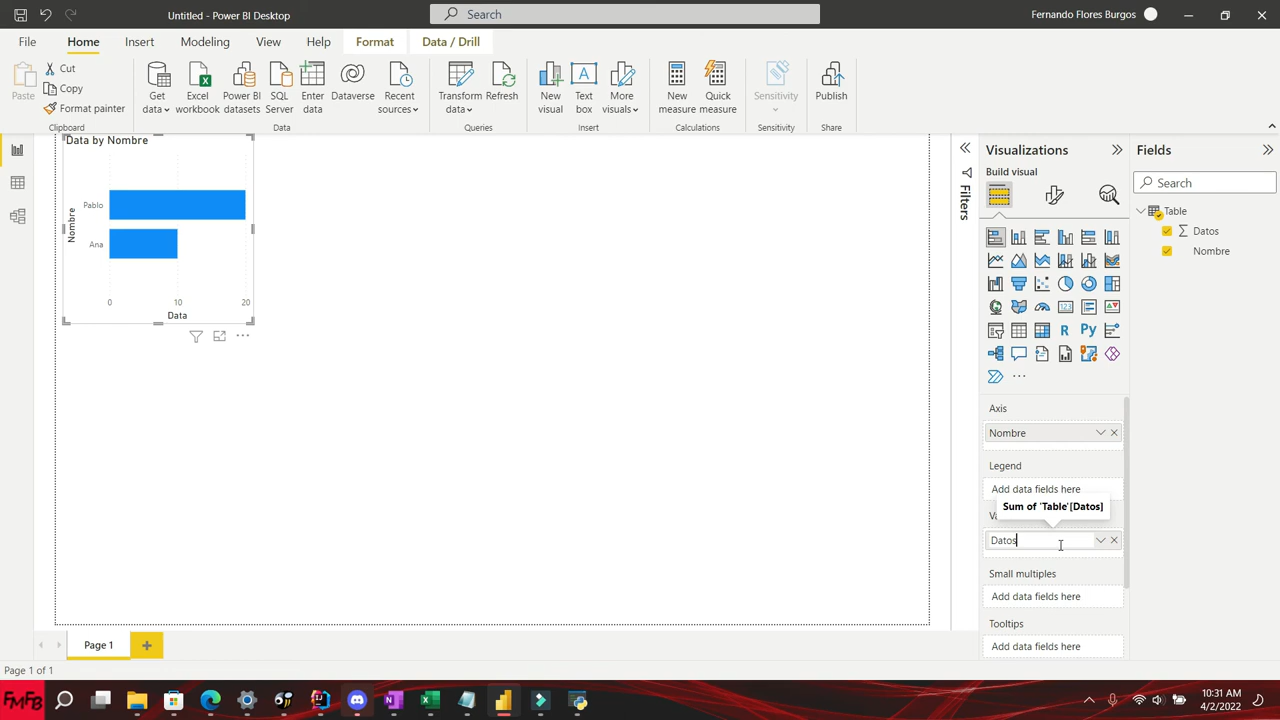 Untitled - Power BI Desktop
Search
Fernando Flores Burgos
File
Home
Insert
Modeling
View
Help
Format
Data / Drill
Paste
Cut
Copy
Format painter
Clipboard
Get data
Excel workbook
Power BI datasets
SQL Server
Enter data
Dataverse
Recent sources
Data
Transform data
Refresh
Queries
New visual
Text box
More visuals
Insert
New measure
Quick measure
Calculations
Sensitivity
Sensitivity
Publish
Share
Data by Nombre
Nombre
Pablo
Ana
0
10
20
Data
Filters
Visualizations
Build visual
123
R
Py
Axis
Nombre
Legend
Add data fields here
Sum of 'Table'[Datos]
Datos
Small multiples
Add data fields here
Tooltips
Add data fields here
Fields
Search
Table
Datos
Nombre
Page 1
Page 1 of 1
FMFB
10:31 AM
4/2/2022